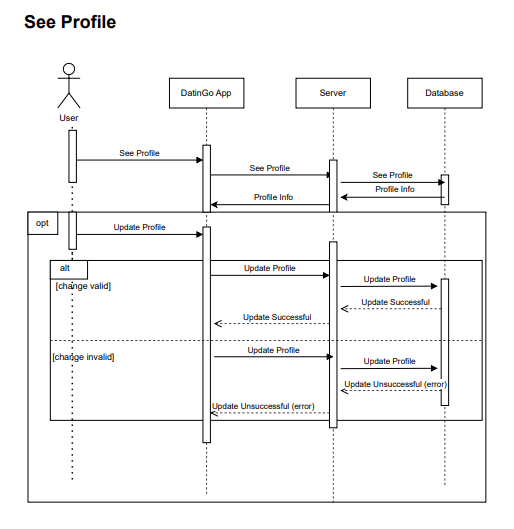 See Profile
User
DatinGo App
Server
Database
See Profile
See Profile
See Profile
Profile Info
Profile Info
opt
Update Profile
alt
Update Profile
[change valid]
Update Profile
Update Successful
Update Successful
Update Profile
[change invalid]
Update Profile
Update Unsuccessful (error)
Update Unsuccessful (error)